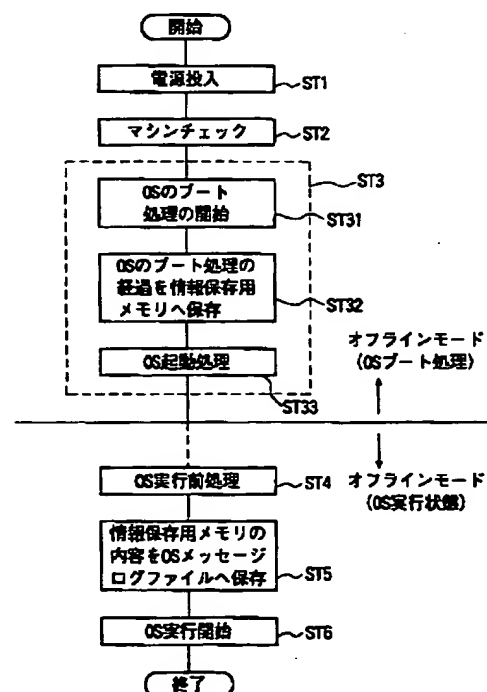 開始
電源投入
ST1
マシンチェック
ST2
ST3
OSのブート
処理の開始
ST31
OSのブート処理の
経過を情報保存用
メモリへ保存
ST32
OS起動処理
ST33
オフラインモード
(OSブート処理)
オフラインモード
(OS実行状態)
OS実行前処理
ST4
情報保存用メモリの
内容をOSメッセージ
ログファイルへ保存
ST5
OS実行開始
ST6
終了